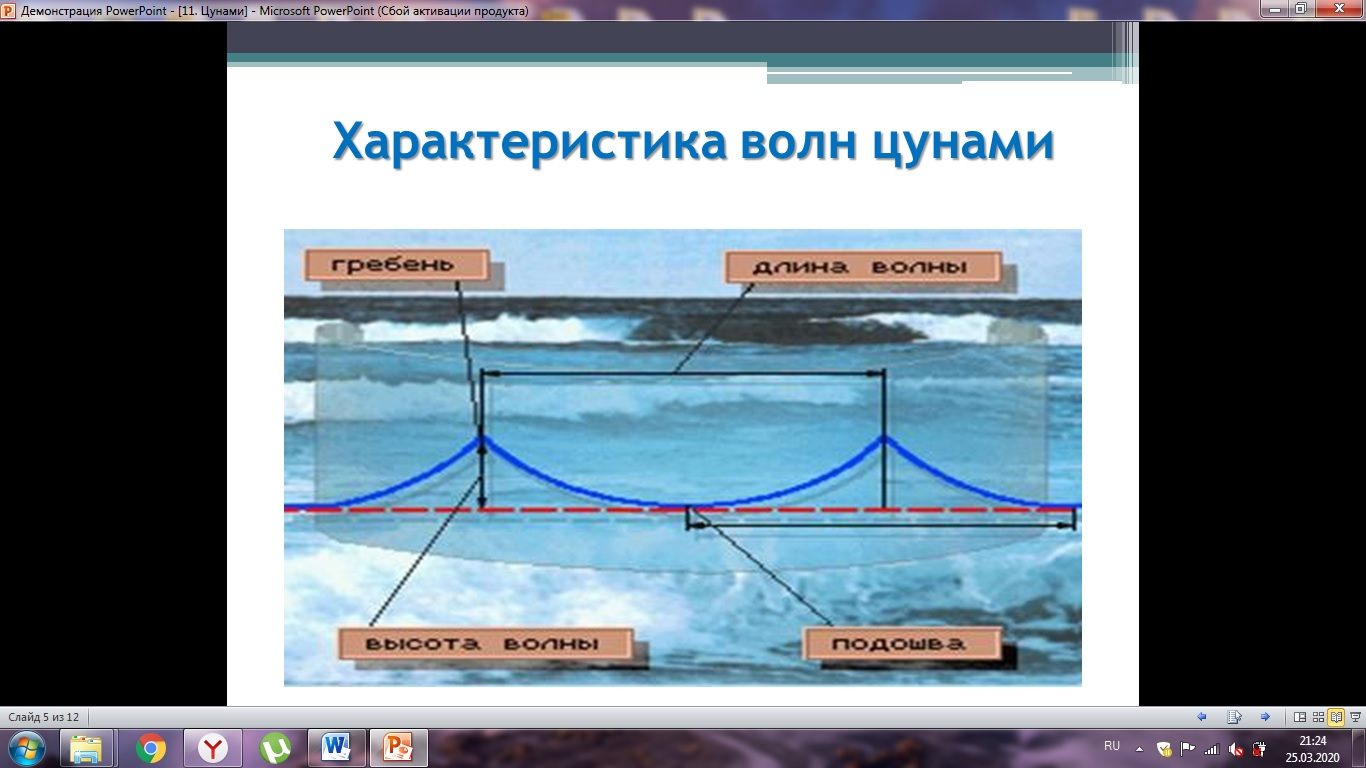 Демонстрация PowerPoint - [11. Цунами] - Microsoft PowerPoint (Сбой активации продукта)
Характеристика волн цунами
гребень
длина волны
высота волны
подошва
Слайд 5 из 12
RU
21:24
25.03.2020